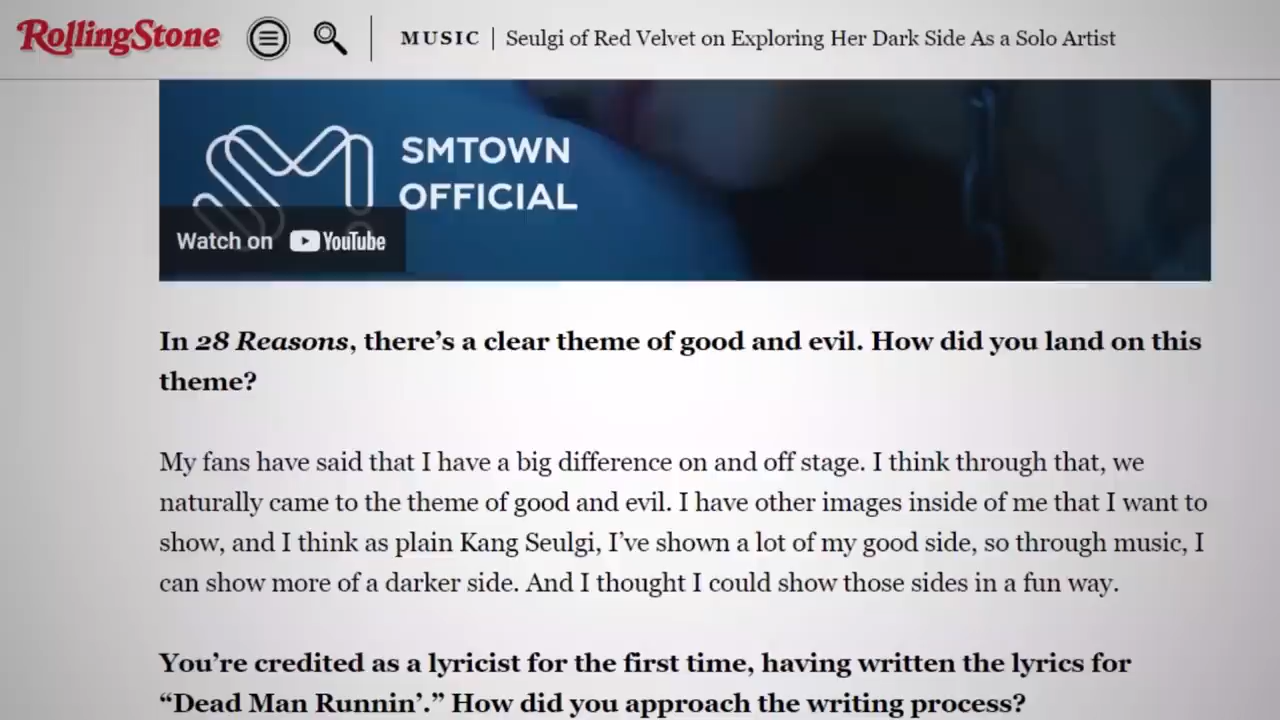 RollingStone MUSIC | Seulgi of Red Velvet on Exploring Her Dark Side As a Solo Artist
SM SMTOWN
OFFICIAL
Watch on YouTube
In 28 Reasons, there’s a clear theme of good and evil. How did you land on this
theme?
My fans have said that I have a big difference on and off stage. I think through that, we
naturally came to the theme of good and evil. I have other images inside of me that I want to
show, and I think as plain Kang Seulgi, I’ve shown a lot of my good side, so through music, I
can show more of a darker side. And I thought I could show those sides in a fun way.
You’re credited as a lyricist for the first time, having written the lyrics for
“Dead Man Runnin’.” How did you approach the writing process?